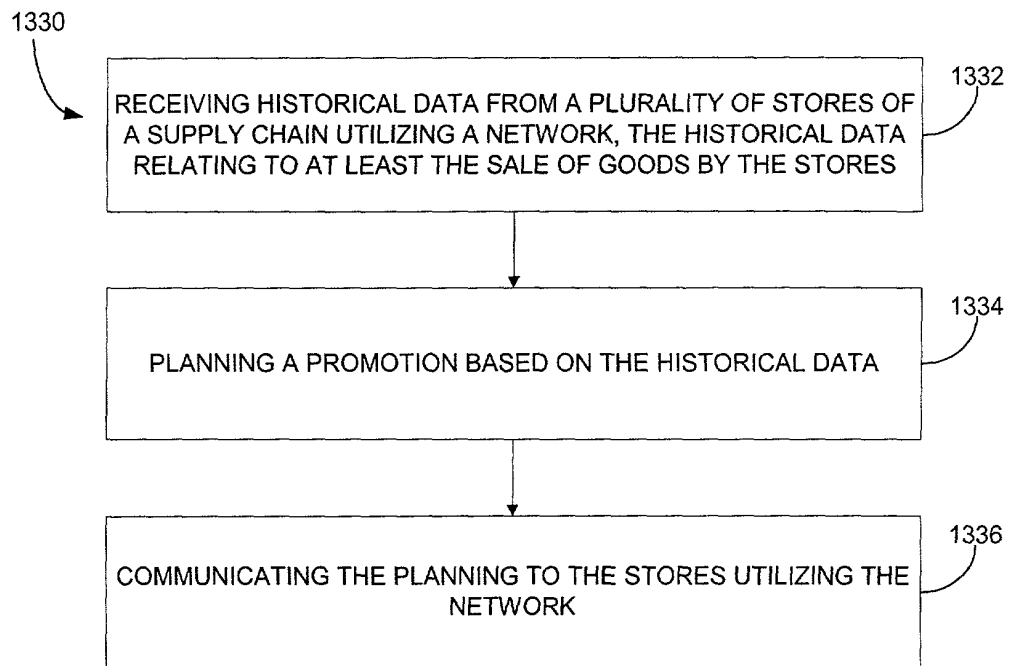 1330
1332
RECEIVING HISTORICAL DATA FROM A PLURALITY OF STORES OF
A SUPPLY CHAIN UTILIZING A NETWORK, THE HISTORICAL DATA
RELATING TO AT LEAST THE SALE OF GOODS BY THE STORES
1334
PLANNING A PROMOTION BASED ON THE HISTORICAL DATA
1336
COMMUNICATING THE PLANNING TO THE STORES UTILIZING THE
NETWORK